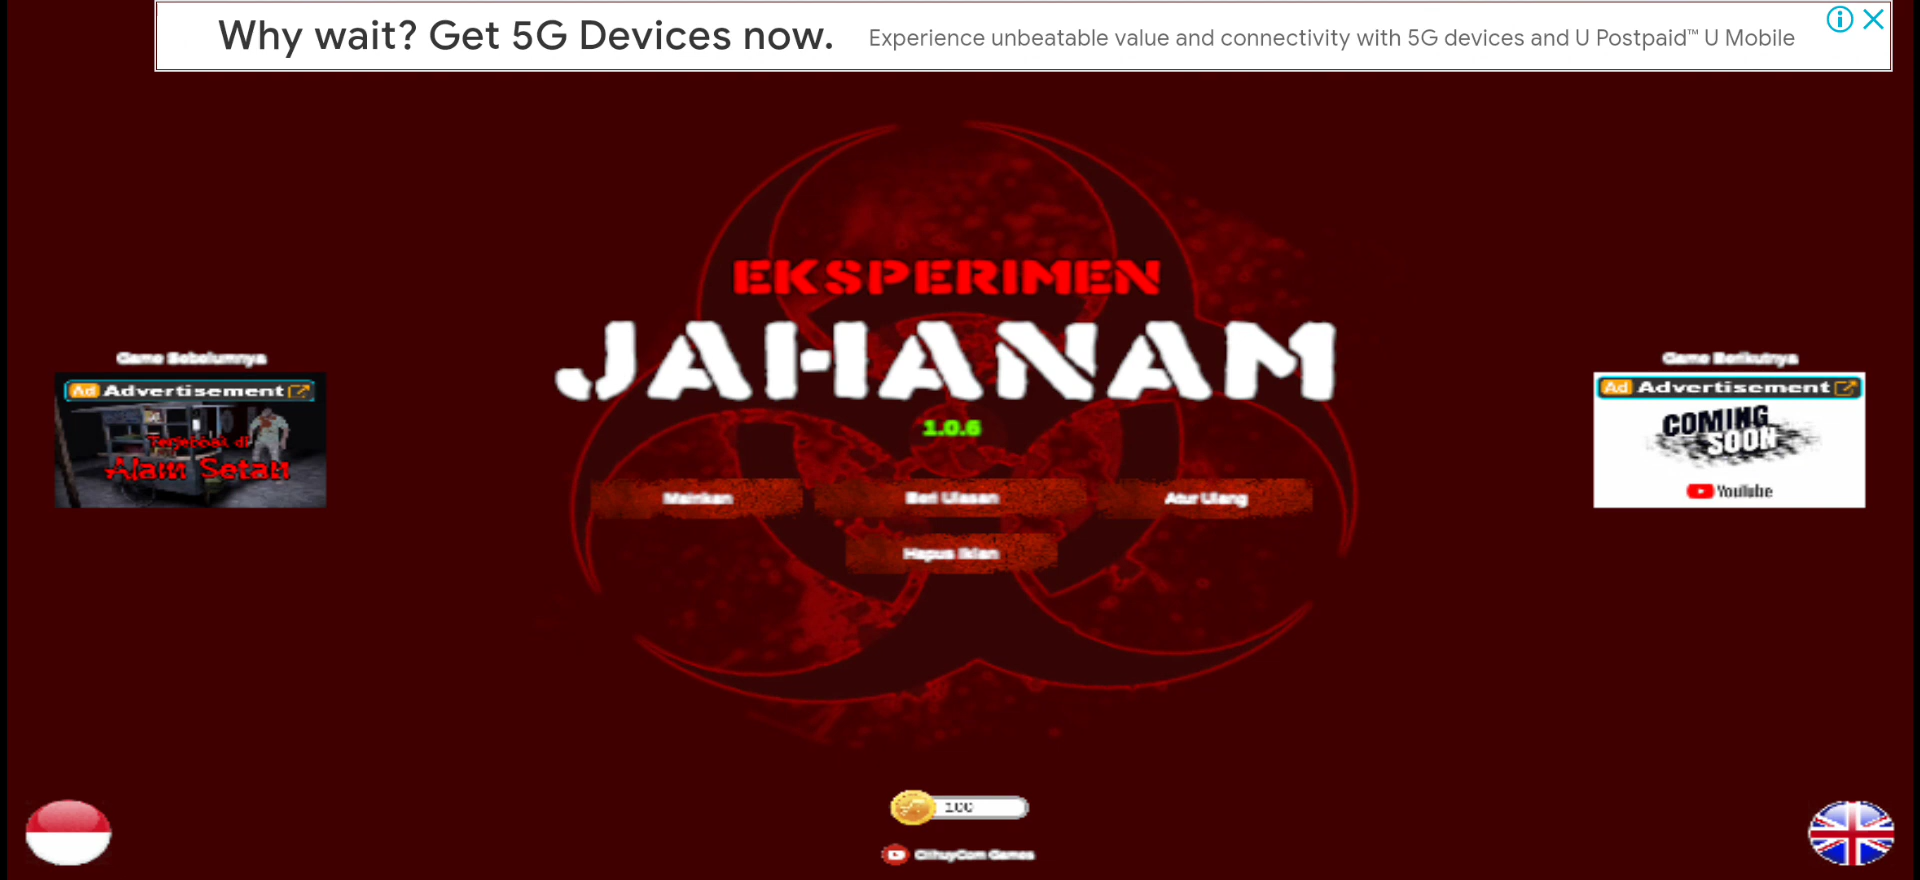 Why wait? Get 5G Devices now.
Experience unbeatable value and connectivity with 5G devices and U Postpaid™ U Mobile
EKSPERIMEN
JAHANAM
1.0.6
Game Sebelumnya
Ad Advertisement
Terjebak di
Alam Setan
Mainkan
Beri Ulasan
Atur Ulang
Hapus Iklan
Game Berikutnya
Ad Advertisement
COMING
SOON
YouTube
100
Games